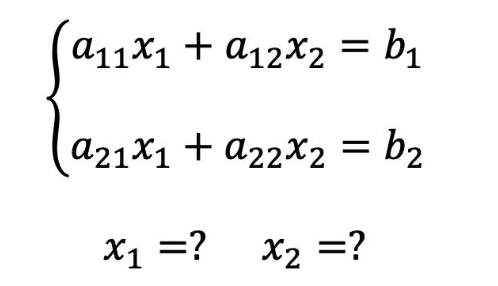 a₁₁x₁ + a₁₂x₂ = b₁
a₂₁x₁ + a₂₂x₂ = b₂
x₁ =? x₂ =?